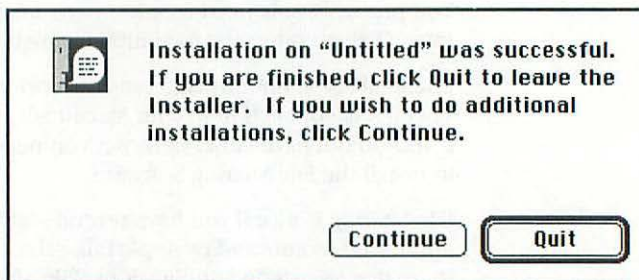 Installation on “Untitled” was successful.
If you are finished, click Quit to leave the
Installer. If you wish to do additional
installations, click Continue.
Continue
Quit